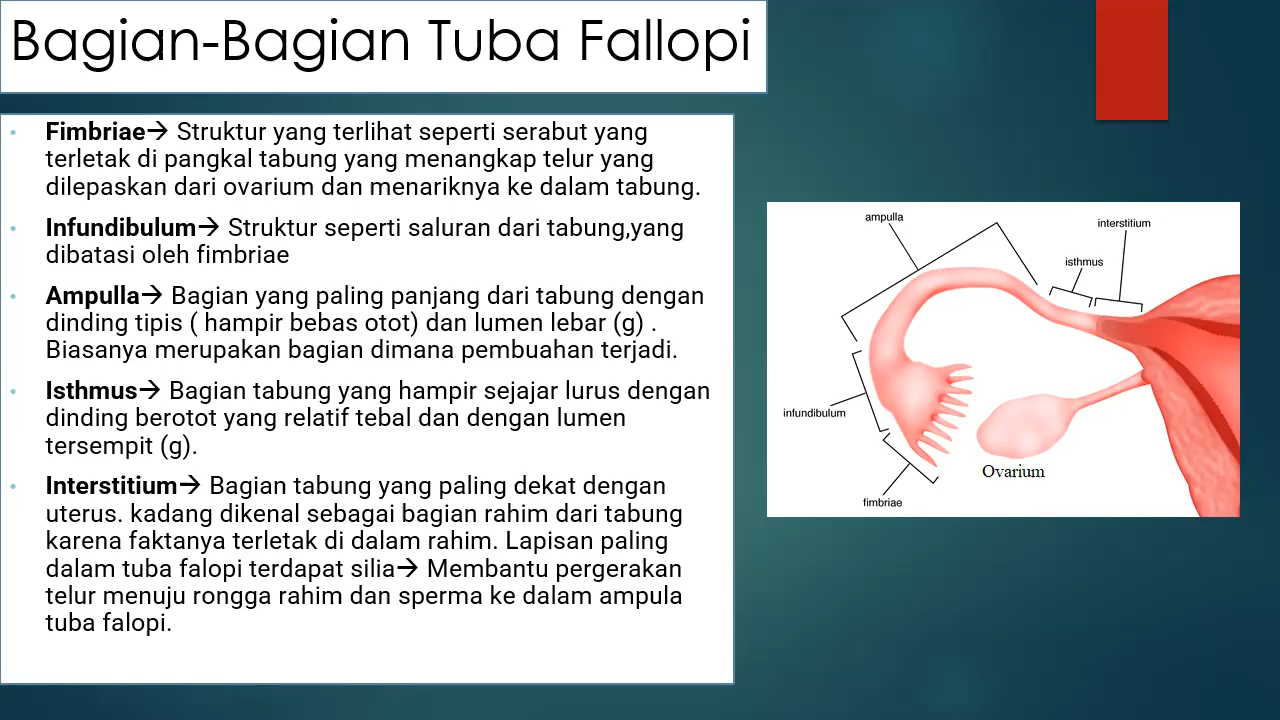 Bagian-Bagian Tuba Fallopi
• Fimbriae→ Struktur yang terlihat seperti serabut yang
terletak di pangkal tabung yang menangkap telur yang
dilepaskan dari ovarium dan menariknya ke dalam tabung.
• Infundibulum→ Struktur seperti saluran dari tabung,yang
dibatasi oleh fimbriae
• Ampulla→ Bagian yang paling panjang dari tabung dengan
dinding tipis ( hampir bebas otot) dan lumen lebar (g) .
Biasanya merupakan bagian dimana pembuahan terjadi.
• Isthmus→ Bagian tabung yang hampir sejajar lurus dengan
dinding berotot yang relatif tebal dan dengan lumen
tersempit (g).
• Interstitium→ Bagian tabung yang paling dekat dengan
uterus. kadang dikenal sebagai bagian rahim dari tabung
karena faktanya terletak di dalam rahim. Lapisan paling
dalam tuba falopi terdapat silia→ Membantu pergerakan
telur menuju rongga rahim dan sperma ke dalam ampula
tuba falopi.
ampulla
interstitium
isthmus
infundibulum
Ovarium
fimbriae